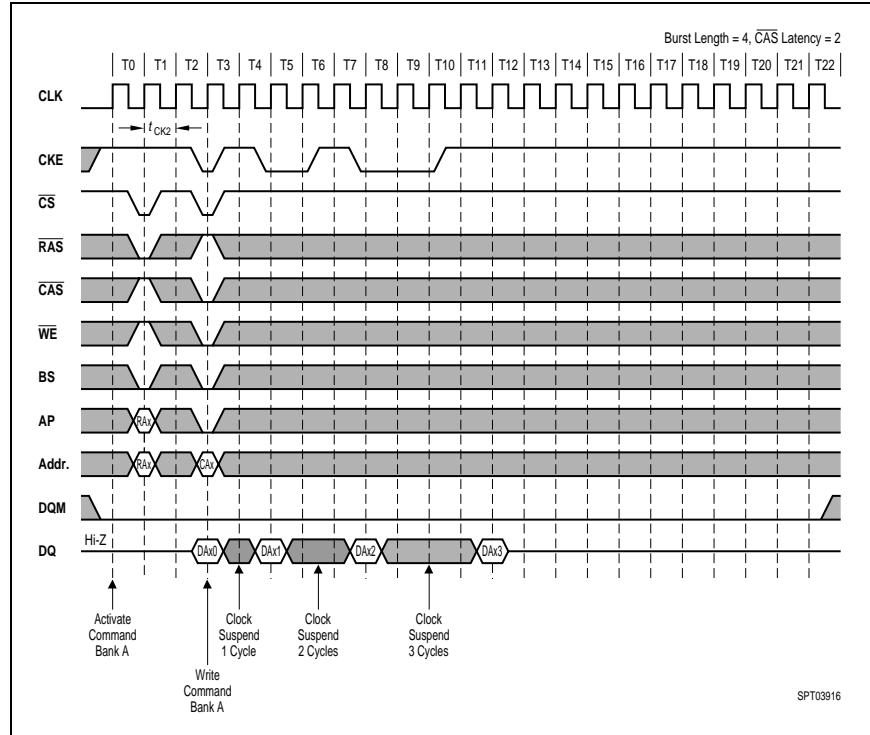 Burst Length = 4, CAS Latency = 2
T0 T1 T2 T3 T4 T5 T6 T7 T8 T9 T10 T11 T12 T13 T14 T15 T16 T17 T18 T19 T20 T21 T22
CLK
t CK2
CKE
CS
RAS
CAS
WE
BS
AP RAx
Addr. RAx CAx
DQM
DQ Hi-Z DAx0 DAx1 DAx2 DAx3
Activate
Command
Bank A
Write
Command
Bank A
Clock
Suspend
1 Cycle
Clock
Suspend
2 Cycles
Clock
Suspend
3 Cycles
SPT03916